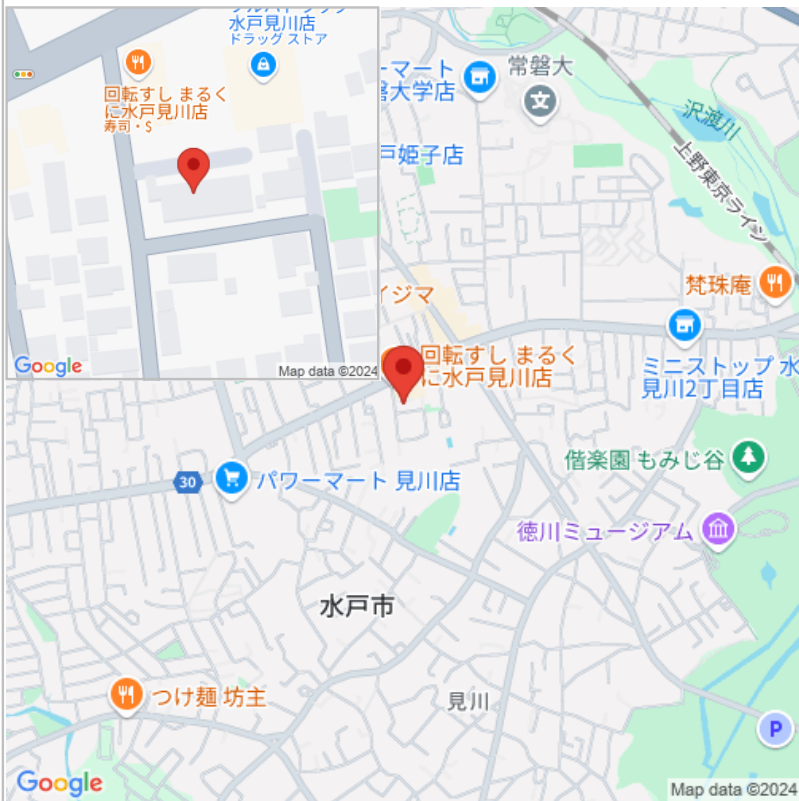 水戸見川店
ドラッグ ストア
回転すし まるく
に水戸見川店
寿司・$
Google
Map data ©2024
ーマート
磐大学店
常磐大
沢渡川
上野東京ライン
戸姫子店
イジマ
梵珠庵
回転すし まるく
に水戸見川店
ミニストップ 水
見川2丁目店
偕楽園 もみじ谷
30
パワーマート 見川店
徳川ミュージアム
水戸市
つけ麺 坊主
見川
P
Google
Map data ©2024